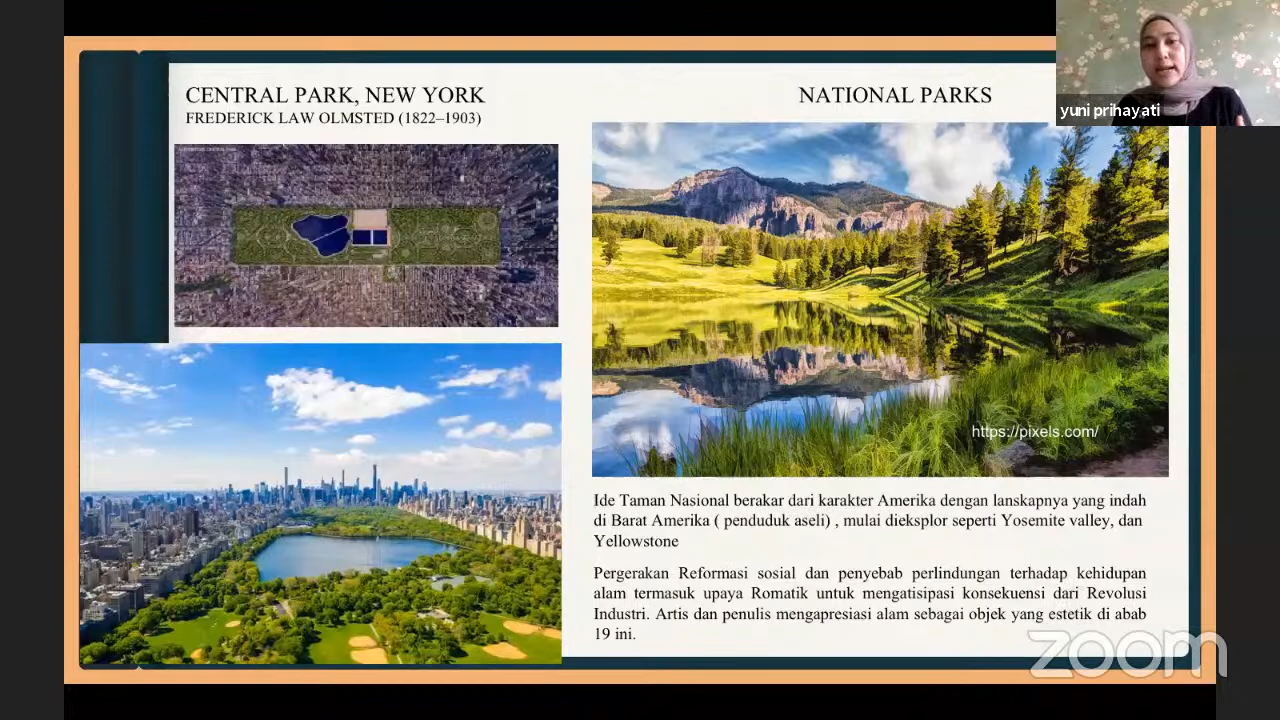 CENTRAL PARK, NEW YORK
FREDERICK LAW OLMSTED (1822–1903)
NATIONAL PARKS
yuni prihayati
https://pixels.com/
Ide Taman Nasional berakar dari karakter Amerika dengan lanskapnya yang indah
di Barat Amerika ( penduduk aseli) , mulai dieksplor seperti Yosemite valley, dan
Yellowstone
Pergerakan Reformasi sosial dan penyebab perlindungan terhadap kehidupan
alam termasuk upaya Romatik untuk mengatisipasi konsekuensi dari Revolusi
Industri. Artis dan penulis mengapresiasi alam sebagai objek yang estetik di abab
19 ini.
zoom